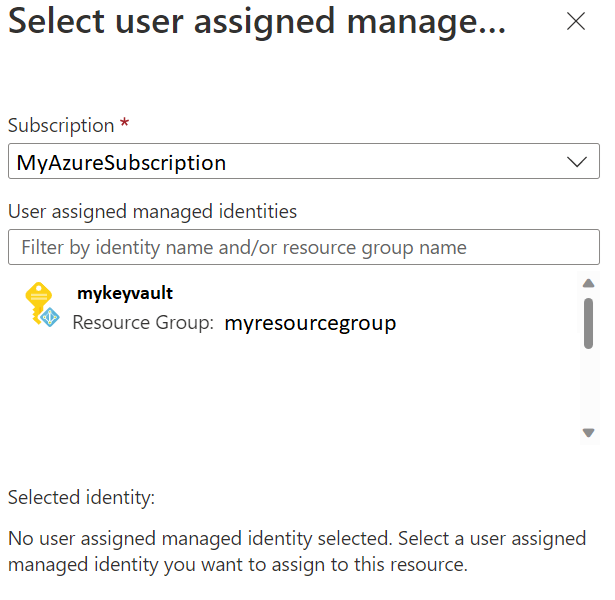 Select user assigned manage...
Subscription *
MyAzureSubscription
User assigned managed identities
Filter by identity name and/or resource group name
mykeyvault
Resource Group: myresourcegroup
Selected identity:
No user assigned managed identity selected. Select a user assigned
managed identity you want to assign to this resource.